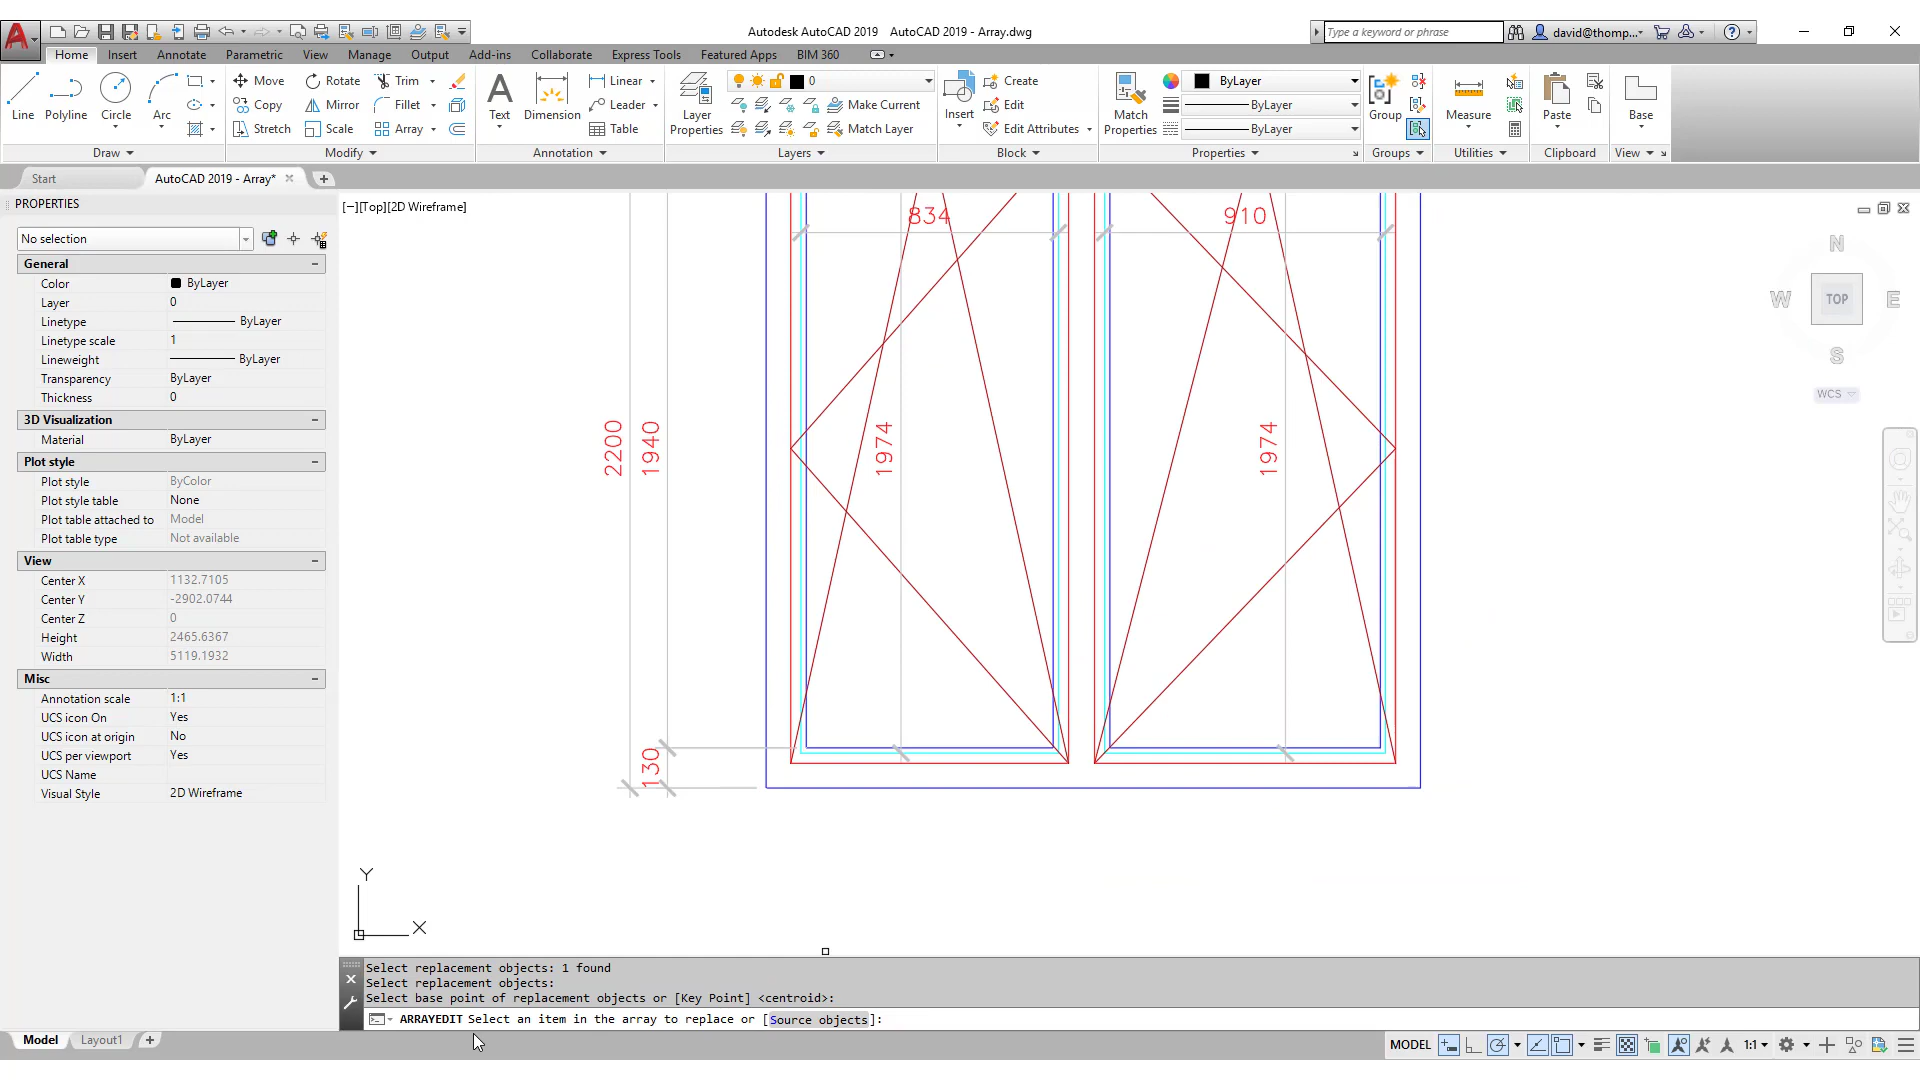 Autodesk AutoCAD 2019 AutoCAD 2019 - Array.dwg
Type a keyword or phrase
david@thomp...
Home Insert Annotate Parametric View Manage Output Add-ins Collaborate Express Tools Featured Apps BIM 360
Line Polyline Circle Arc
Move Rotate Trim
Copy Mirror Fillet
Stretch Scale Array
Text Dimension
Linear
Leader
Table
Layer Properties
0
Make Current
Match Layer
Insert
Create
Edit
Edit Attributes
Match Properties
ByLayer
ByLayer
ByLayer
Group
Measure
Paste
Base
Draw Modify Annotation Layers Block Properties Groups Utilities Clipboard View
Start AutoCAD 2019 - Array*
PROPERTIES
No selection
General
Color ByLayer
Layer 0
Linetype ByLayer
Linetype scale 1
Lineweight ByLayer
Transparency ByLayer
Thickness 0
3D Visualization
Material ByLayer
Plot style
Plot style ByColor
Plot style table None
Plot table attached to Model
Plot table type Not available
View
Center X 1132.7105
Center Y -2902.0744
Center Z 0
Height 2465.6367
Width 5119.1932
Misc
Annotation scale 1:1
UCS icon On Yes
UCS icon at origin No
UCS per viewport Yes
UCS Name
Visual Style 2D Wireframe
[−][Top][2D Wireframe]
834
910
2200
1940
1974
1974
130
N
W TOP E
S
WCS
Y
X
Select replacement objects: 1 found
Select replacement objects:
Select base point of replacement objects or [Key Point] <centroid>:
ARRAYEDIT Select an item in the array to replace or [Source objects]:
Model Layout1
MODEL
1:1